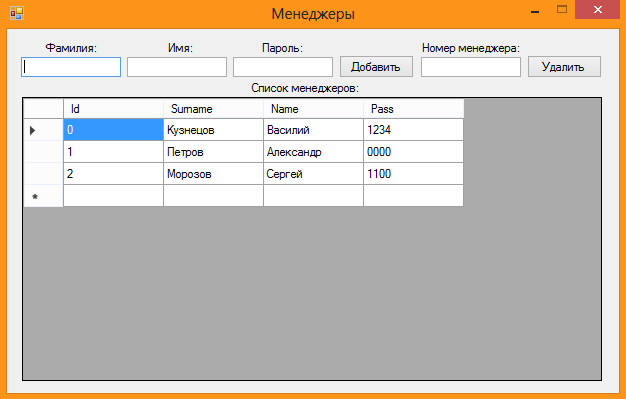 Менеджеры
Фамилия: Имя: Пароль: Номер менеджера:
Добавить Удалить
Список менеджеров:
Id Surname Name Pass
0 Кузнецов Василий 1234
1 Петров Александр 0000
2 Морозов Сергей 1100